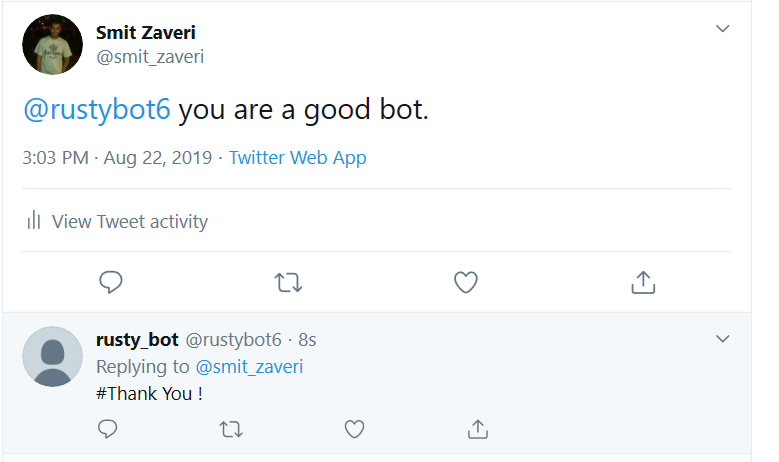 Smit Zaveri
@smit_zaveri
@rustybot6 you are a good bot.
3:03 PM · Aug 22, 2019 · Twitter Web App
View Tweet activity
rusty_bot @rustybot6 · 8s
Replying to @smit_zaveri
#Thank You !